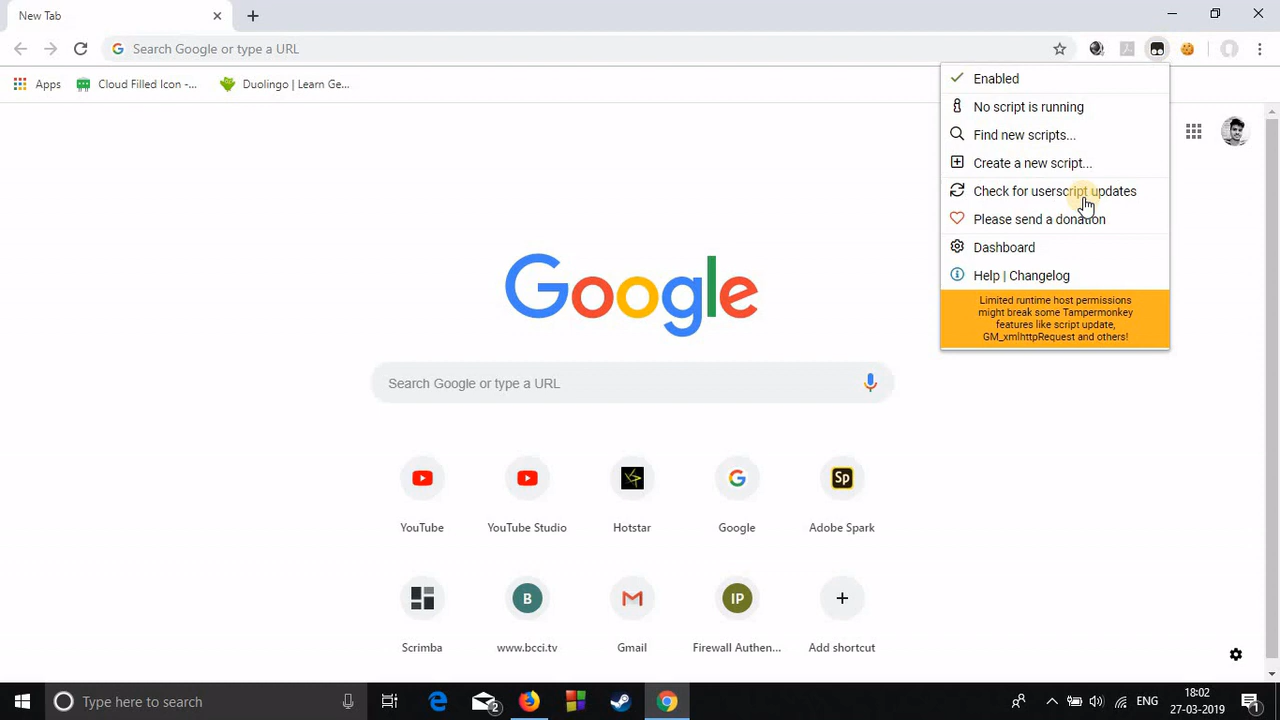 New Tab
Search Google or type a URL
Apps
Cloud Filled Icon -...
Duolingo | Learn Ge...
Enabled
No script is running
Find new scripts...
Create a new script...
Check for userscript updates
Please send a donation
Dashboard
Help | Changelog
Limited runtime host permissions
might break some Tampermonkey
features like script update,
GM_xmlhttpRequest and others!
Google
Search Google or type a URL
Sp
YouTube
YouTube Studio
Hotstar
Google
Adobe Spark
B
IP
Scrimba
www.bcci.tv
Gmail
Firewall Authen...
Add shortcut
Type here to search
2
ENG
18:02
27-03-2019
1